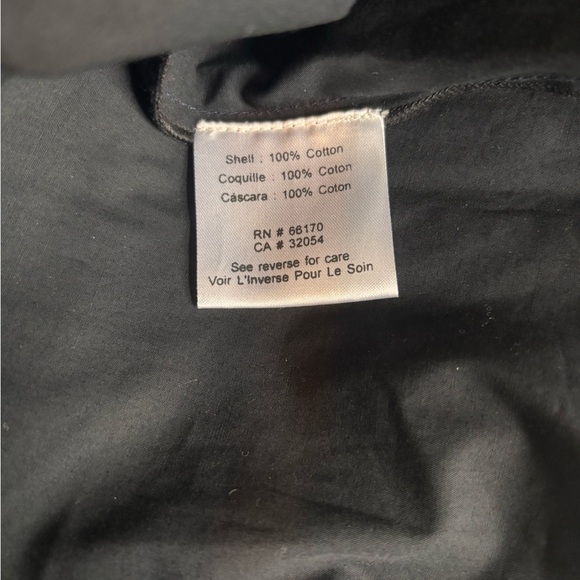 Shell : 100% Cotton
Coquille : 100% Coton
Cáscara : 100% Coton
RN # 66170
CA # 32054
See reverse for care
Voir L'Inverse Pour Le Soin